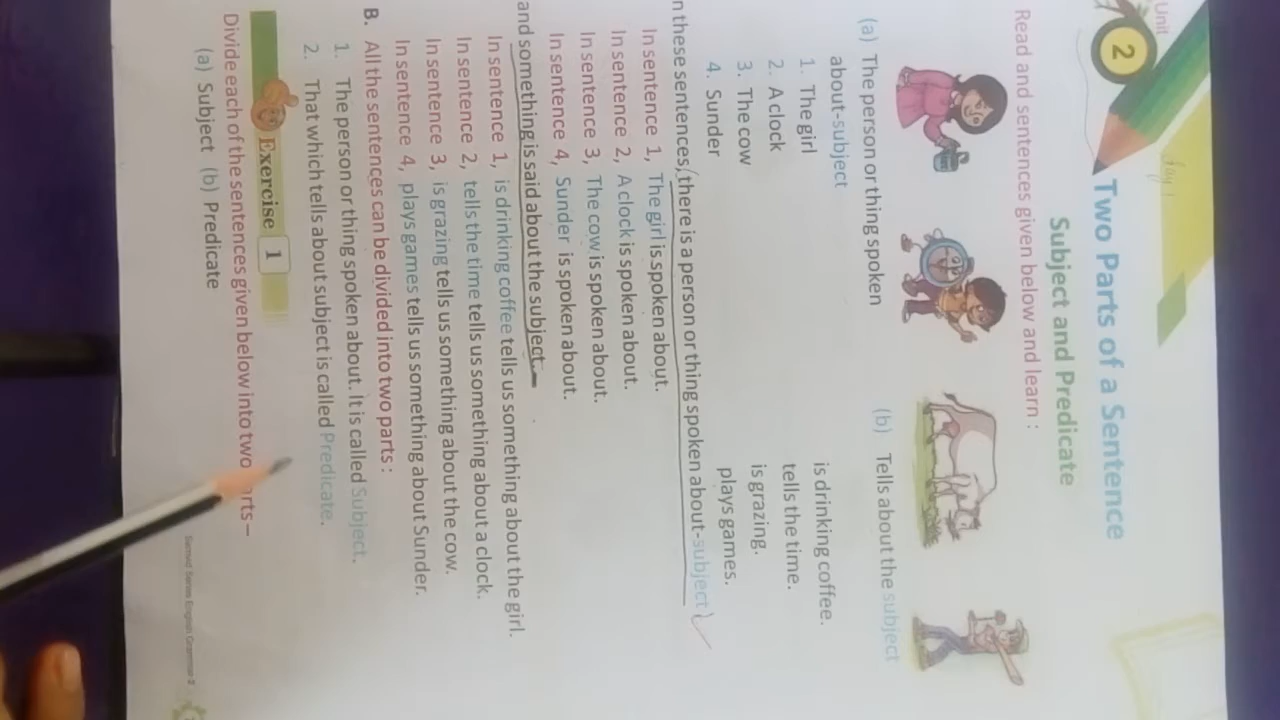 Unit
2
Two Parts of a Sentence
Subject and Predicate
Read and sentences given below and learn :
(a) The person or thing spoken
about-subject
(b) Tells about the subject
1. The girl is drinking coffee.
2. A clock tells the time.
3. The cow is grazing.
4. Sunder plays games.
n these sentences, there is a person or thing spoken about-subject
In sentence 1, The girl is spoken about.
In sentence 2, A clock is spoken about.
In sentence 3, The cow is spoken about.
In sentence 4, Sunder is spoken about.
and something is said about the subject.
In sentence 1, is drinking coffee tells us something about the girl.
In sentence 2, tells the time tells us something about a clock.
In sentence 3, is grazing tells us something about the cow.
In sentence 4, plays games tells us something about Sunder.
B. All the sentences can be divided into two parts :
1. The person or thing spoken about. It is called Subject.
2. That which tells about subject is called Predicate.
Exercise 1
Divide each of the sentences given below into two arts–
(a) Subject (b) Predicate
English Grammar-2